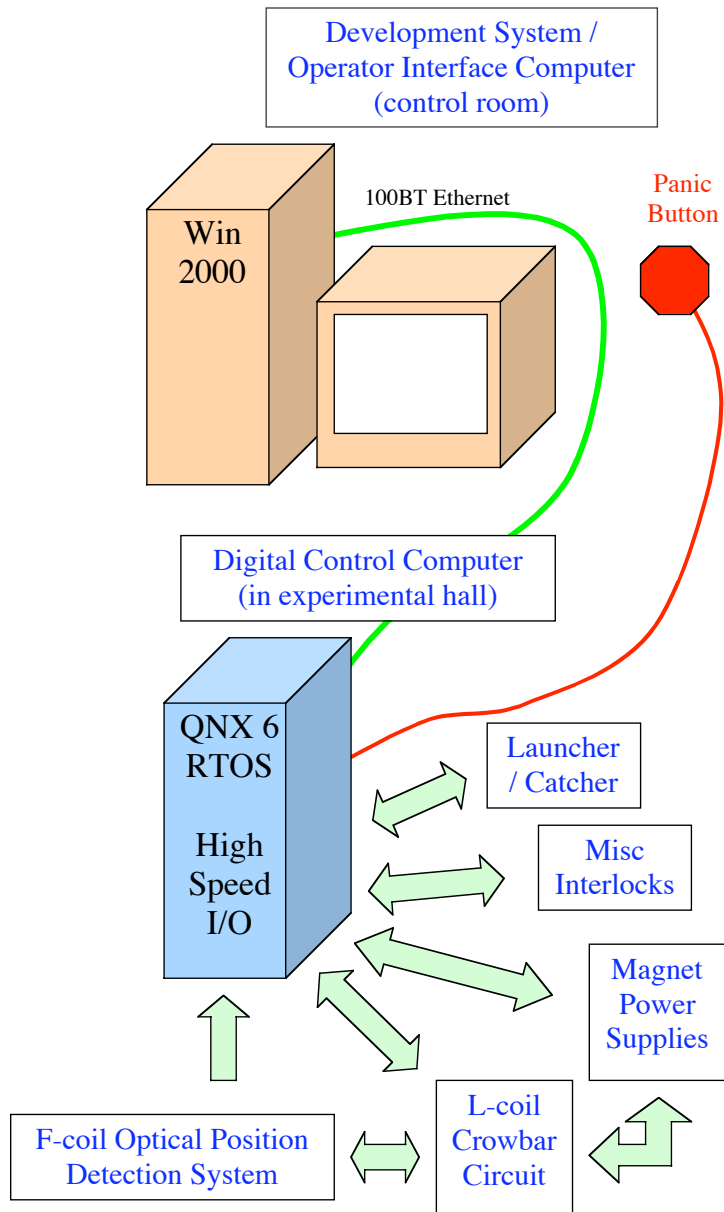 Development System /
Operator Interface Computer
(control room)
100BT Ethernet
Panic
Button
Win
2000
Digital Control Computer
(in experimental hall)
QNX 6
RTOS
High
Speed
I/O
Launcher
/ Catcher
Misc
Interlocks
Magnet
Power
Supplies
L-coil
Crowbar
Circuit
F-coil Optical Position
Detection System